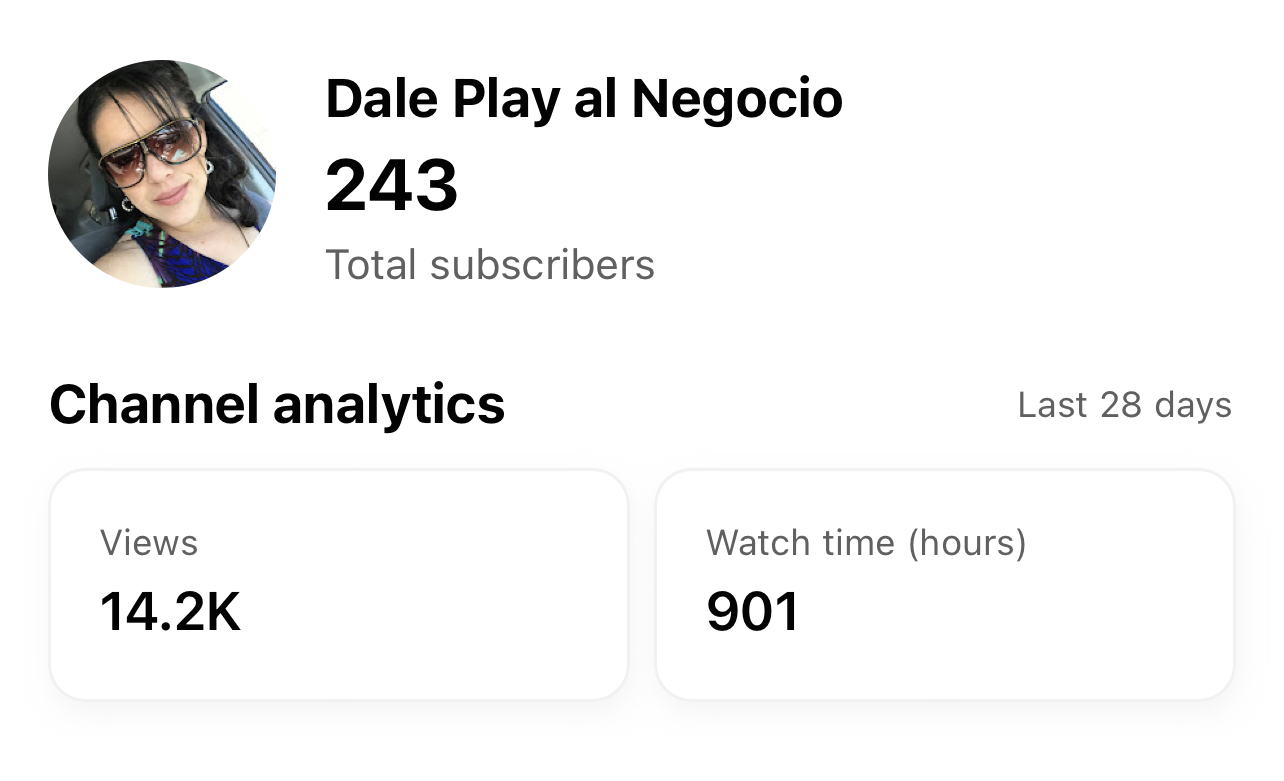 Dale Play al Negocio
243
Total subscribers
Channel analytics
Last 28 days
Views
Watch time (hours)
14.2K
901